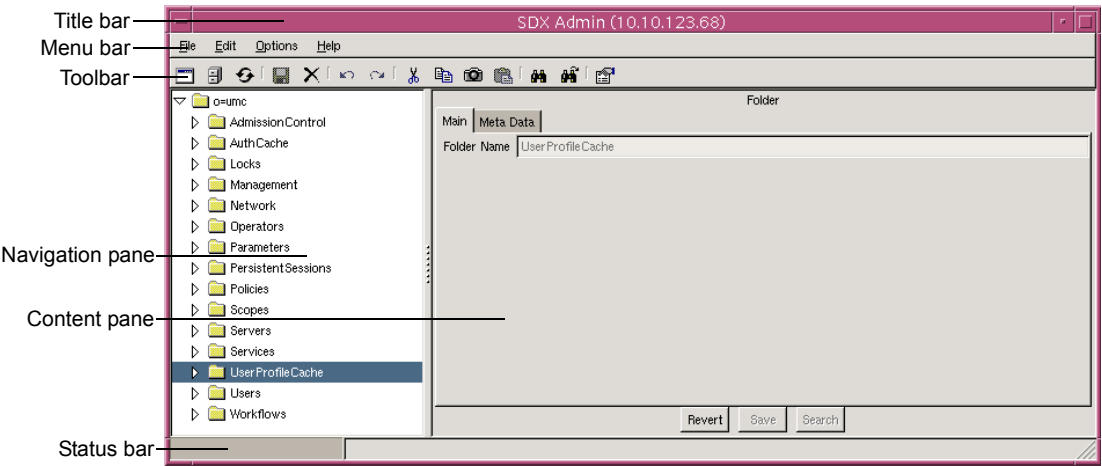 Title bar
SDX Admin (10.10.123.68)
Menu bar
File Edit Options Help
Toolbar
o=umc
AdmissionControl
AuthCache
Locks
Management
Network
Operators
Parameters
PersistentSessions
Policies
Scopes
Servers
Services
UserProfileCache
Users
Workflows
Navigation pane
Content pane
Folder
Main Meta Data
Folder Name UserProfileCache
Revert Save Search
Status bar